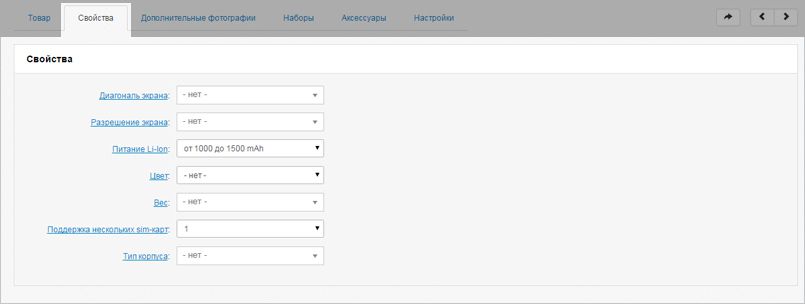 Товар Свойства Дополнительные фотографии Наборы Аксессуары Настройки
Свойства
Диагональ экрана: - нет -
Разрешение экрана: - нет -
Питание Li-Ion: от 1000 до 1500 mAh
Цвет: - нет -
Вес: - нет -
Поддержка нескольких sim-карт: 1
Тип корпуса: - нет -